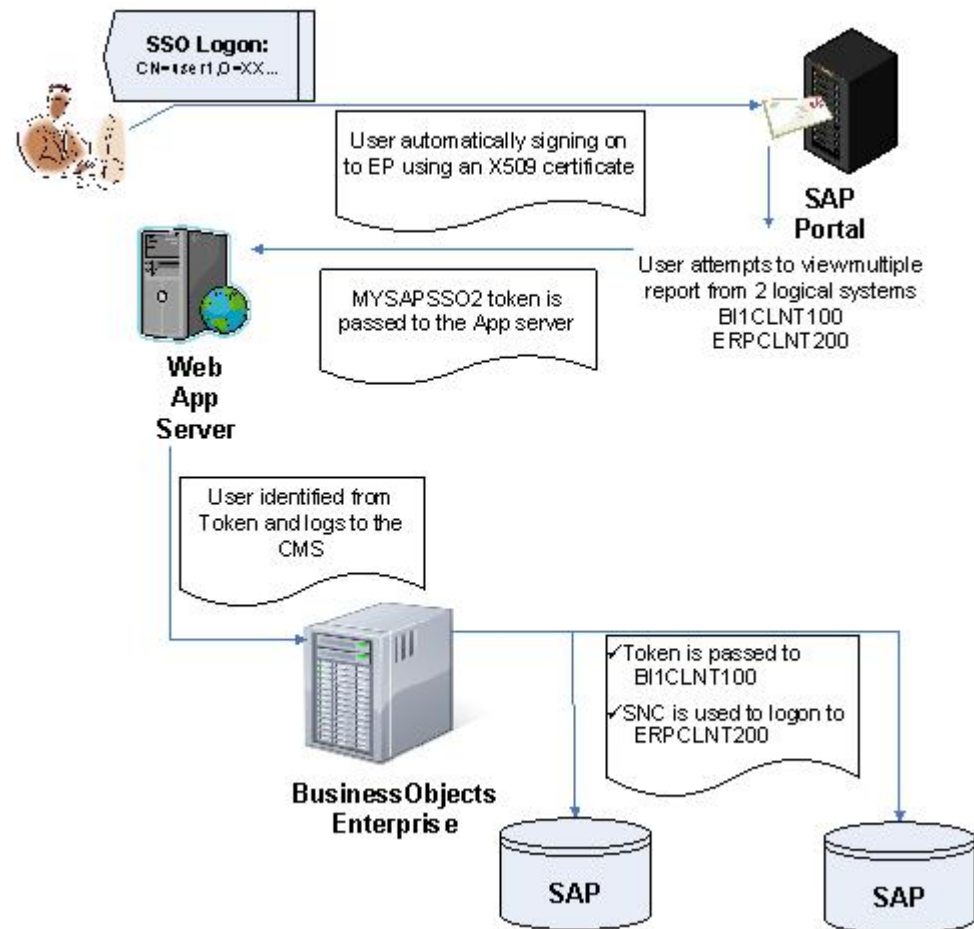 SSO Logon:
CN=user1,O=XX...
User automatically signing on
to EP using an X509 certificate
SAP
Portal
User attempts to viewmultiple
report from 2 logical systems
BI1CLNT100
ERPCLNT200
MYSAPSSO2 token is
passed to the App server
Web
App
Server
User identified from
Token and logs to the
CMS
✓Token is passed to
BI1CLNT100
✓SNC is used to logon to
ERPCLNT200
BusinessObjects
Enterprise
SAP
SAP